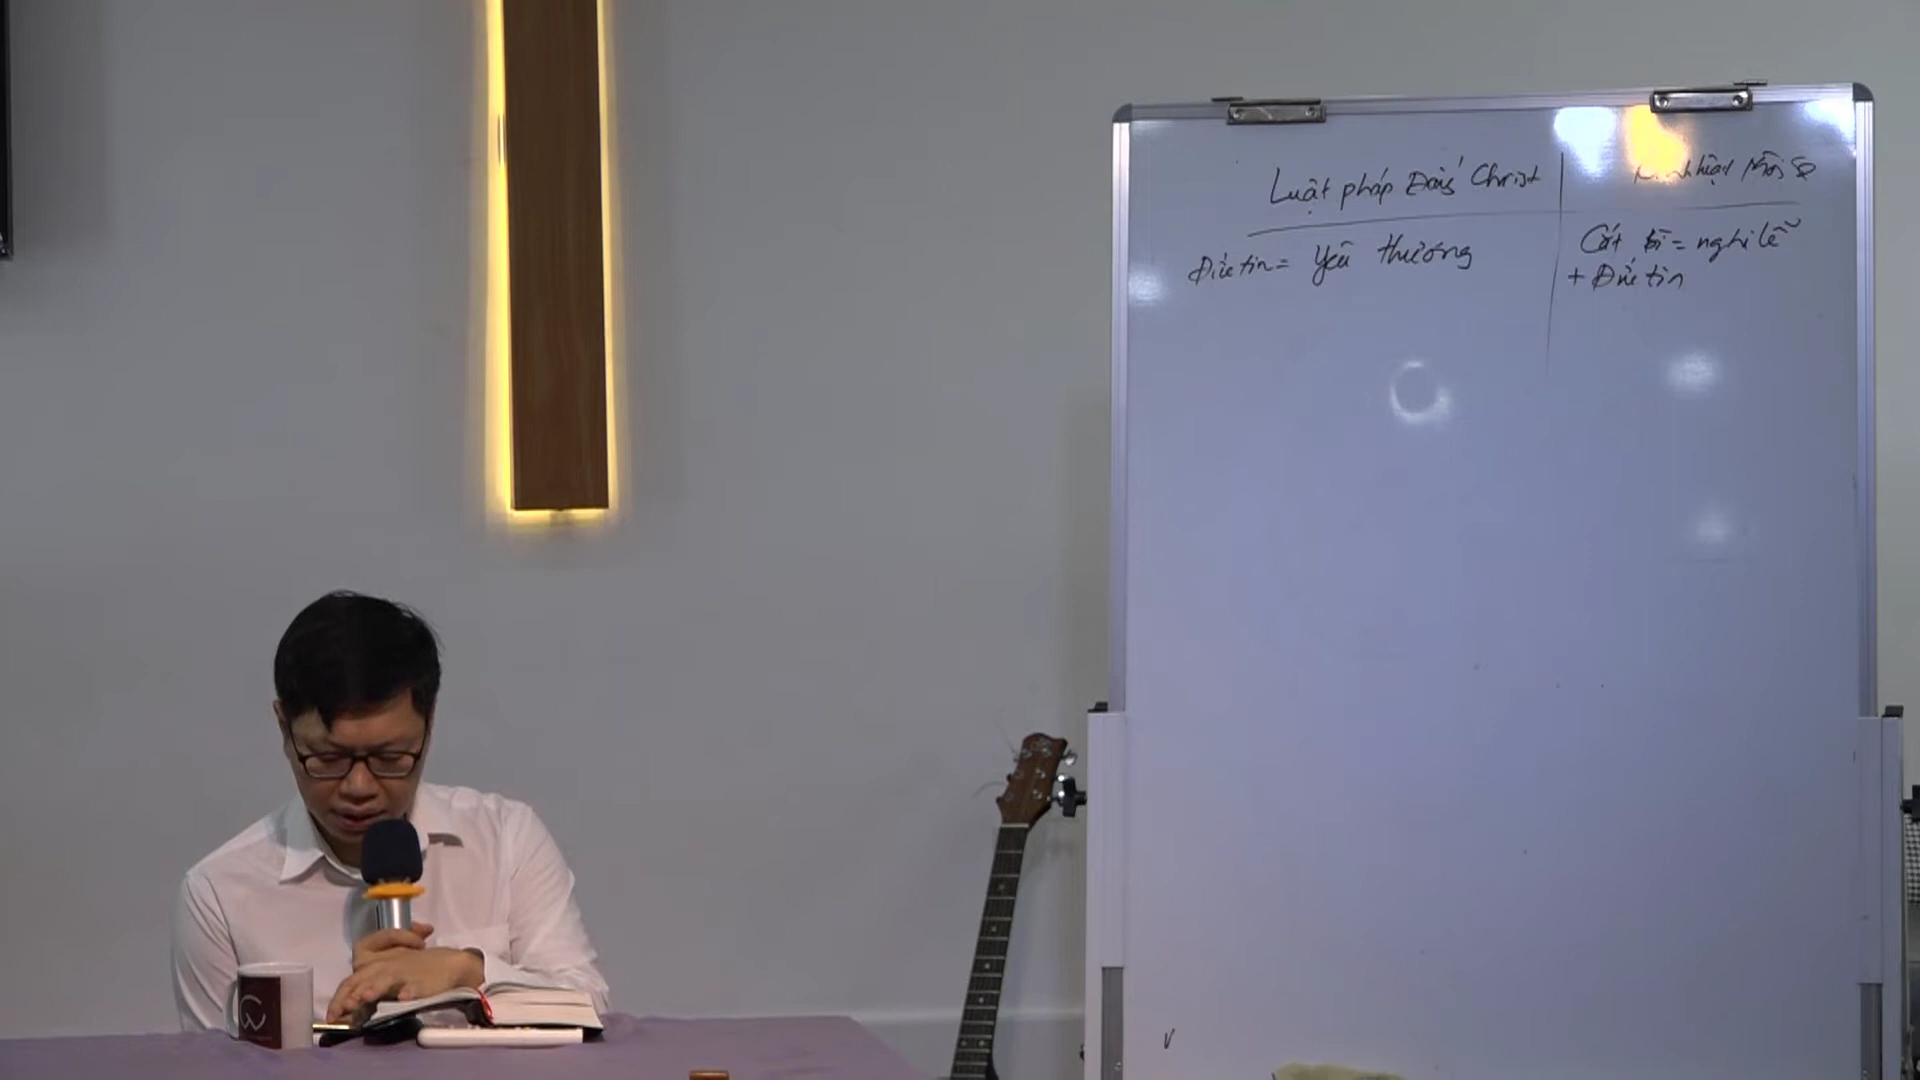 Luật pháp Đấng Christ
Môi Se
Đức tin = Yêu thương
Cắt bì = nghi lễ
+ Đức tin